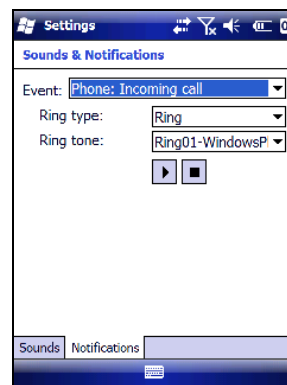 Settings
Sounds & Notifications
Event: Phone: Incoming call
Ring type: Ring
Ring tone: Ring01-WindowsP
Sounds Notifications